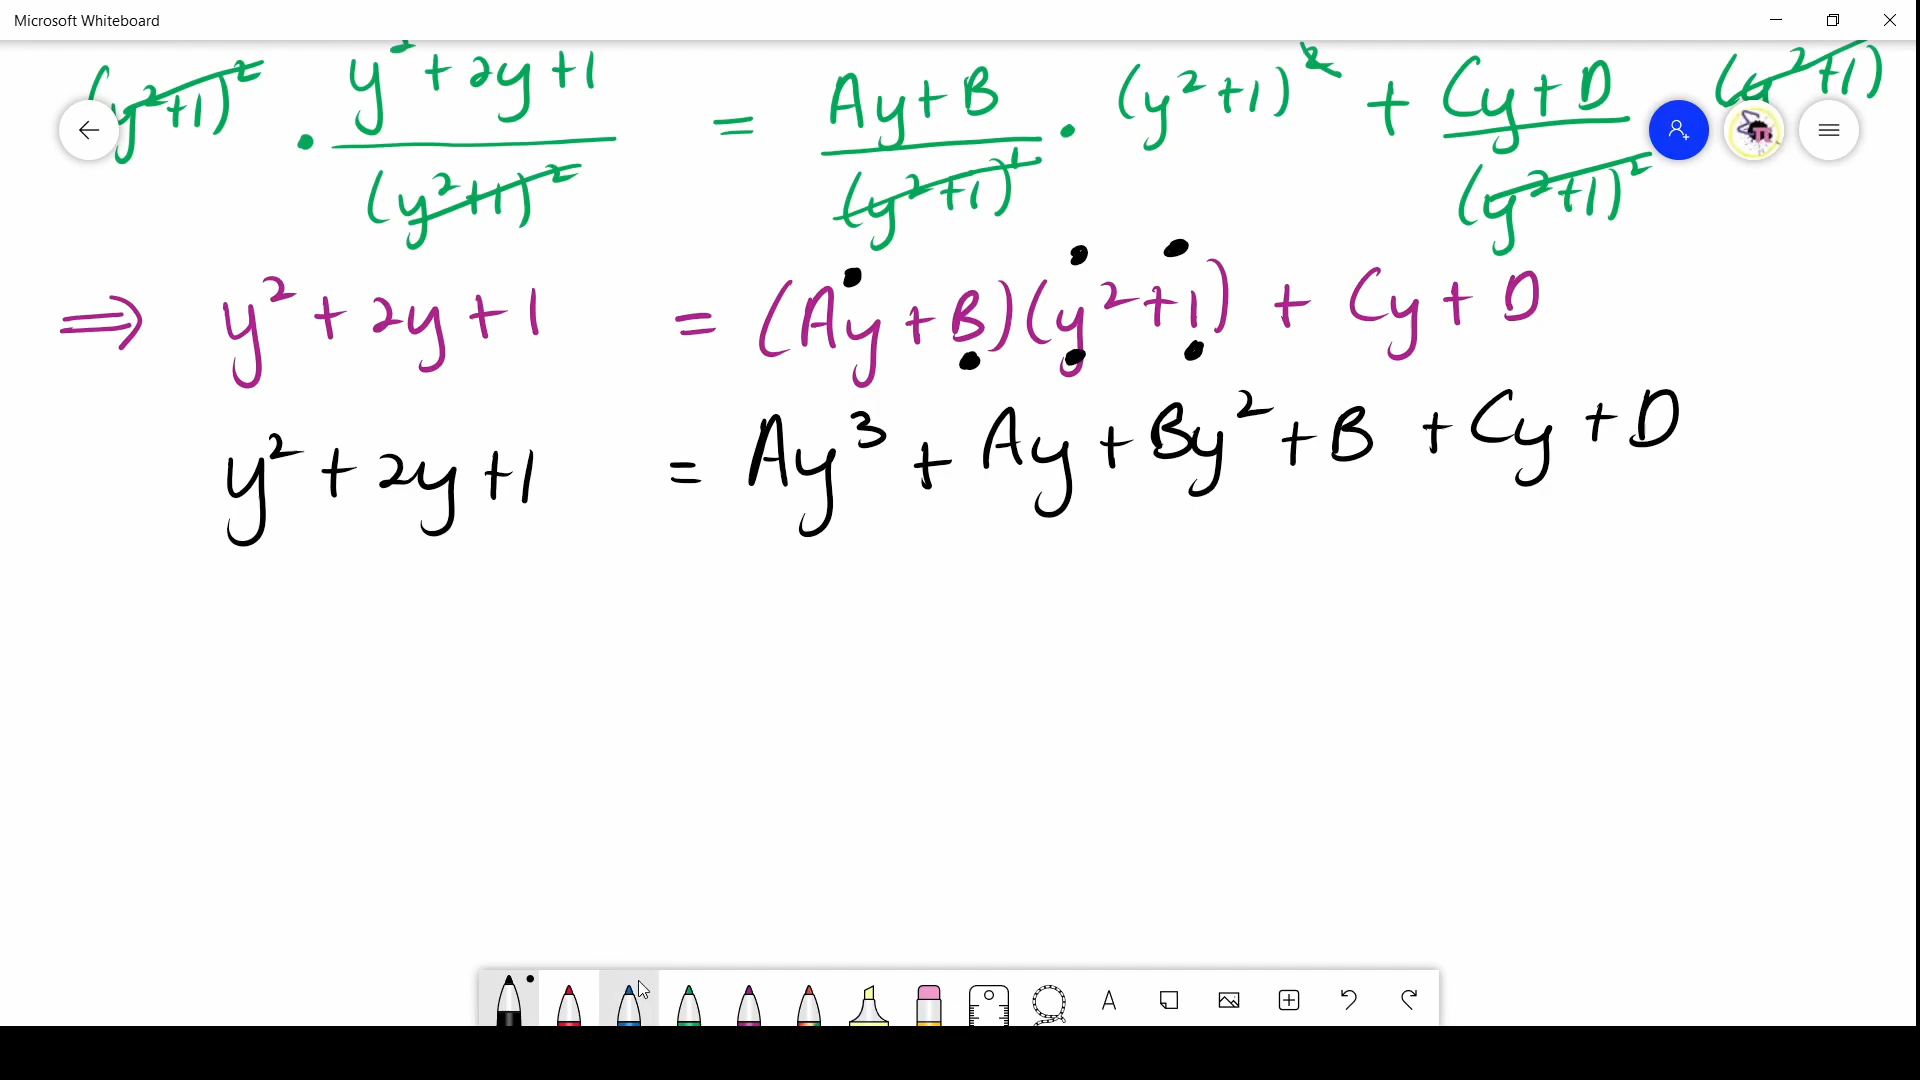 Microsoft Whiteboard
(y²+1)² · y²+2y+1 / (y²+1)² = Ay+B / (y²+1)¹ · (y²+1)² + Cy+D / (y²+1)² (y²+1)
⇒ y² + 2y + 1 = (Ay + B)(y² + 1) + Cy + D
y² + 2y + 1 = Ay³ + Ay + By² + B + Cy + D
A